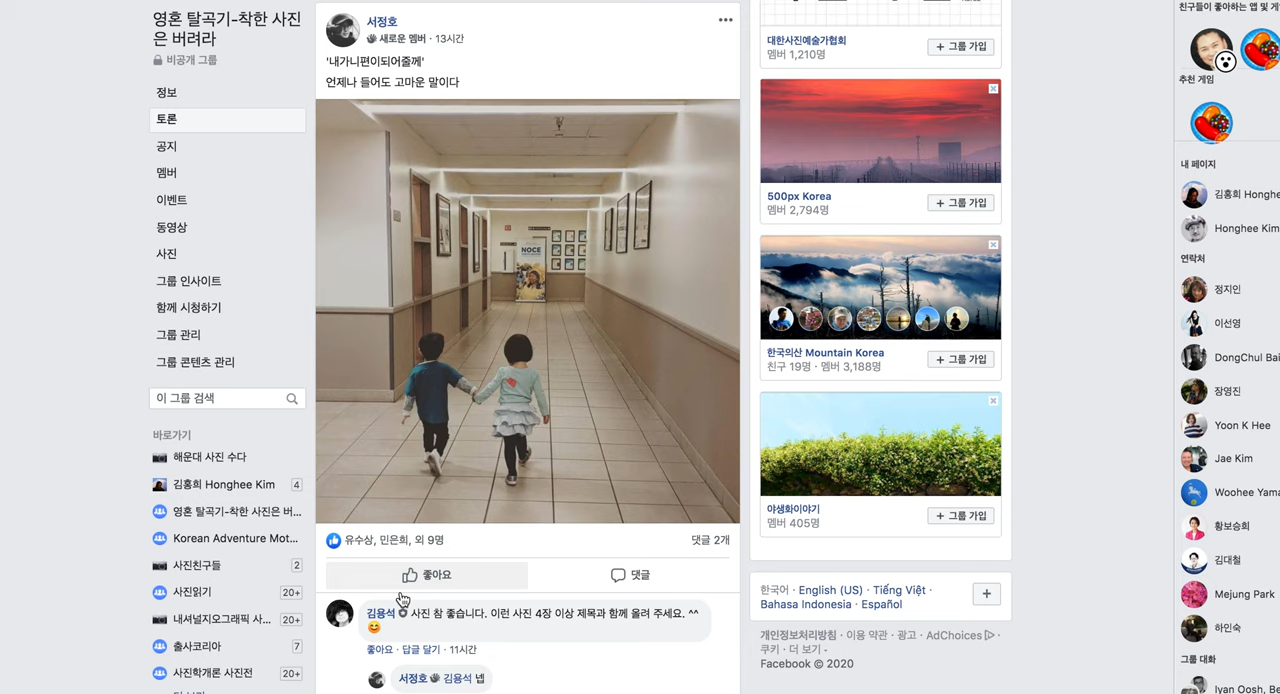 영혼 탈곡기-착한 사진
은 버려라
비공개 그룹
정보
토론
공지
멤버
이벤트
동영상
사진
그룹 인사이트
함께 시청하기
그룹 관리
그룹 콘텐츠 관리
이 그룹 검색
바로가기
해운대 사진 수다
김홍희 Honghee Kim 4
영혼 탈곡기-착한 사진은 버...
Korean Adventure Mot...
사진친구들 2
사진읽기 20+
내셔널지오그래픽 사... 20+
출사코리아 7
사진학개론 사진전 20+
서정호
새로운 멤버 · 13시간
'내가니편이되어줄께'
언제나 들어도 고마운 말이다
NOCE
유수상, 민은희, 외 9명
댓글 2개
좋아요
댓글
김용석 사진 참 좋습니다. 이런 사진 4장 이상 제목과 함께 올려 주세요. ^^
좋아요 · 답글 달기 · 11시간
서정호 김용석 넵
대한사진예술가협회
멤버 1,210명
+ 그룹 가입
500px Korea
멤버 2,794명
+ 그룹 가입
한국의산 Mountain Korea
친구 19명 · 멤버 3,188명
+ 그룹 가입
야생화이야기
멤버 405명
+ 그룹 가입
한국어 · English (US) · Tiếng Việt ·
Bahasa Indonesia · Español
개인정보처리방침 · 이용 약관 · 광고 · AdChoices ·
쿠키 · 더 보기
Facebook © 2020
친구들이 좋아하는 앱 및 게
추천 게임
내 페이지
김홍희 Honghe
Honghee Kim
연락처
정지인
이선영
DongChul Bai
장영진
Yoon K Hee
Jae Kim
Woohee Yama
황보승희
김대철
Mejung Park
하인숙
그룹 대화
Iyan Oosh, Be